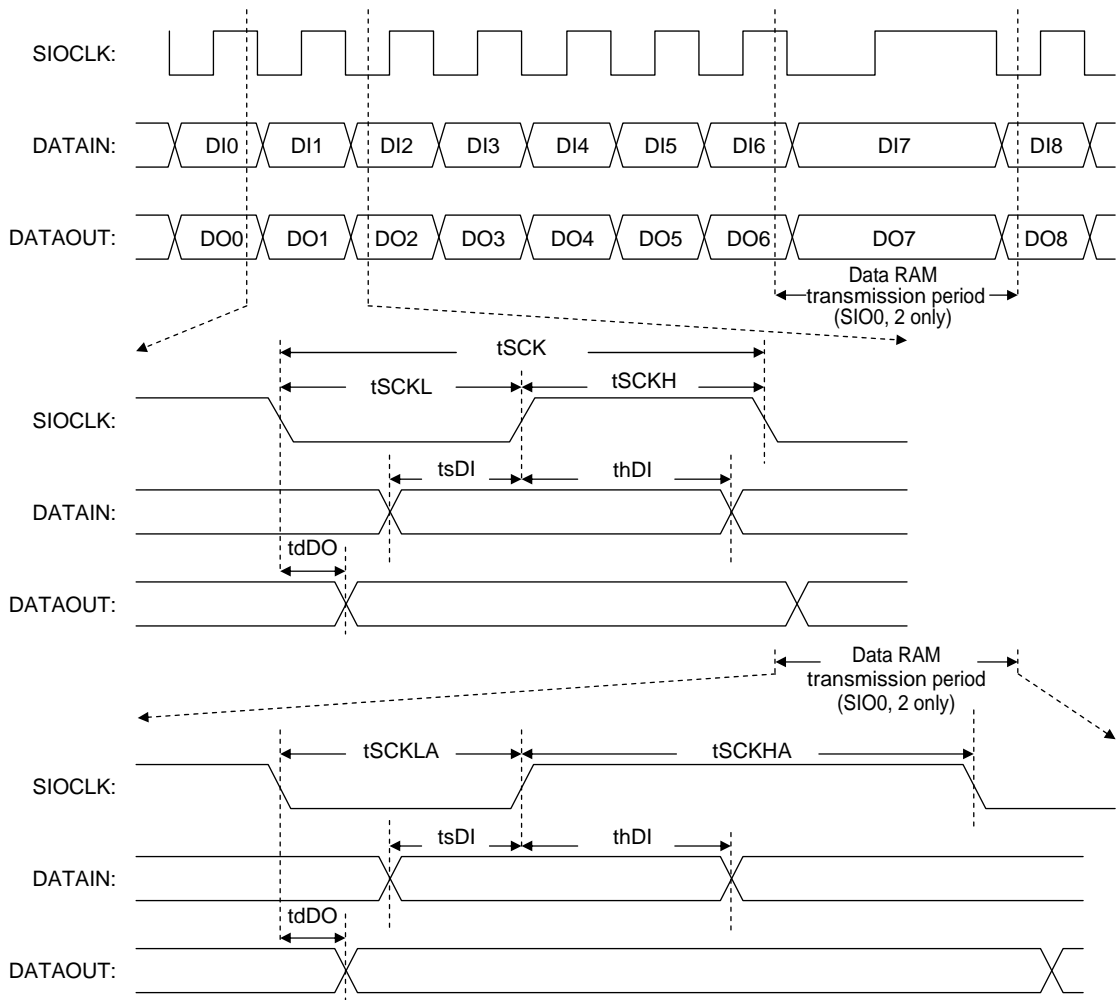 SIOCLK:
DATAIN: DI0 DI1 DI2 DI3 DI4 DI5 DI6 DI7 DI8
DATAOUT: DO0 DO1 DO2 DO3 DO4 DO5 DO6 DO7 DO8
Data RAM
transmission period
(SIO0, 2 only)
tSCK
tSCKL tSCKH
SIOCLK:
tsDI thDI
DATAIN:
tdDO
DATAOUT:
Data RAM
transmission period
(SIO0, 2 only)
tSCKLA tSCKHA
SIOCLK:
tsDI thDI
DATAIN:
tdDO
DATAOUT: